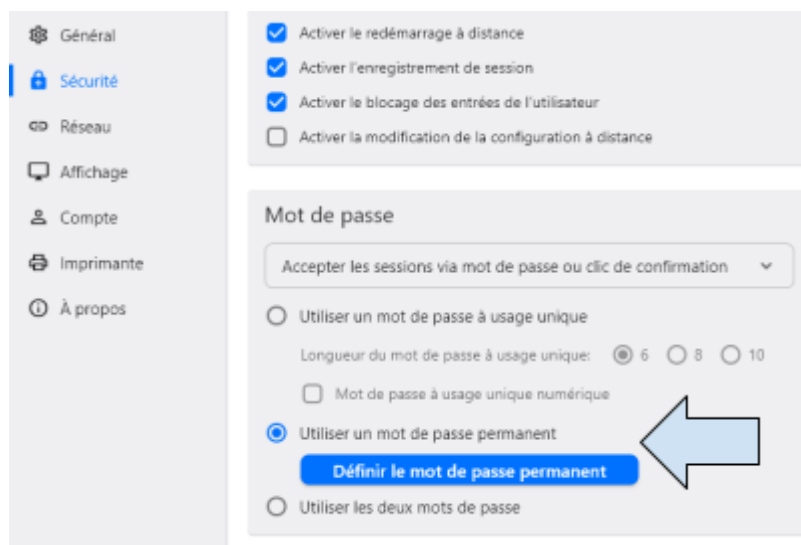 Général
Sécurité
Réseau
Affichage
Compte
Imprimante
À propos
Activer le redémarrage à distance
Activer l'enregistrement de session
Activer le blocage des entrées de l'utilisateur
Activer la modification de la configuration à distance
Mot de passe
Accepter les sessions via mot de passe ou clic de confirmation
Utiliser un mot de passe à usage unique
Longueur du mot de passe à usage unique: 6 8 10
Mot de passe à usage unique numérique
Utiliser un mot de passe permanent
Définir le mot de passe permanent
Utiliser les deux mots de passe